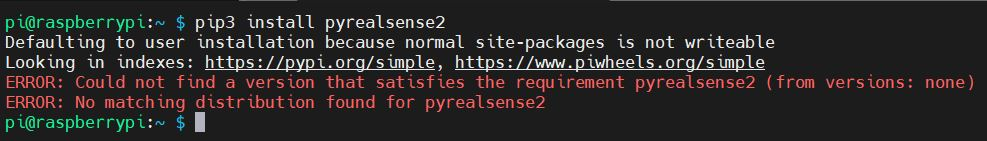 pi@raspberrypi:~ $ pip3 install pyrealsense2
Defaulting to user installation because normal site-packages is not writeable
Looking in indexes: https://pypi.org/simple, https://www.piwheels.org/simple
ERROR: Could not find a version that satisfies the requirement pyrealsense2 (from versions: none)
ERROR: No matching distribution found for pyrealsense2
pi@raspberrypi:~ $